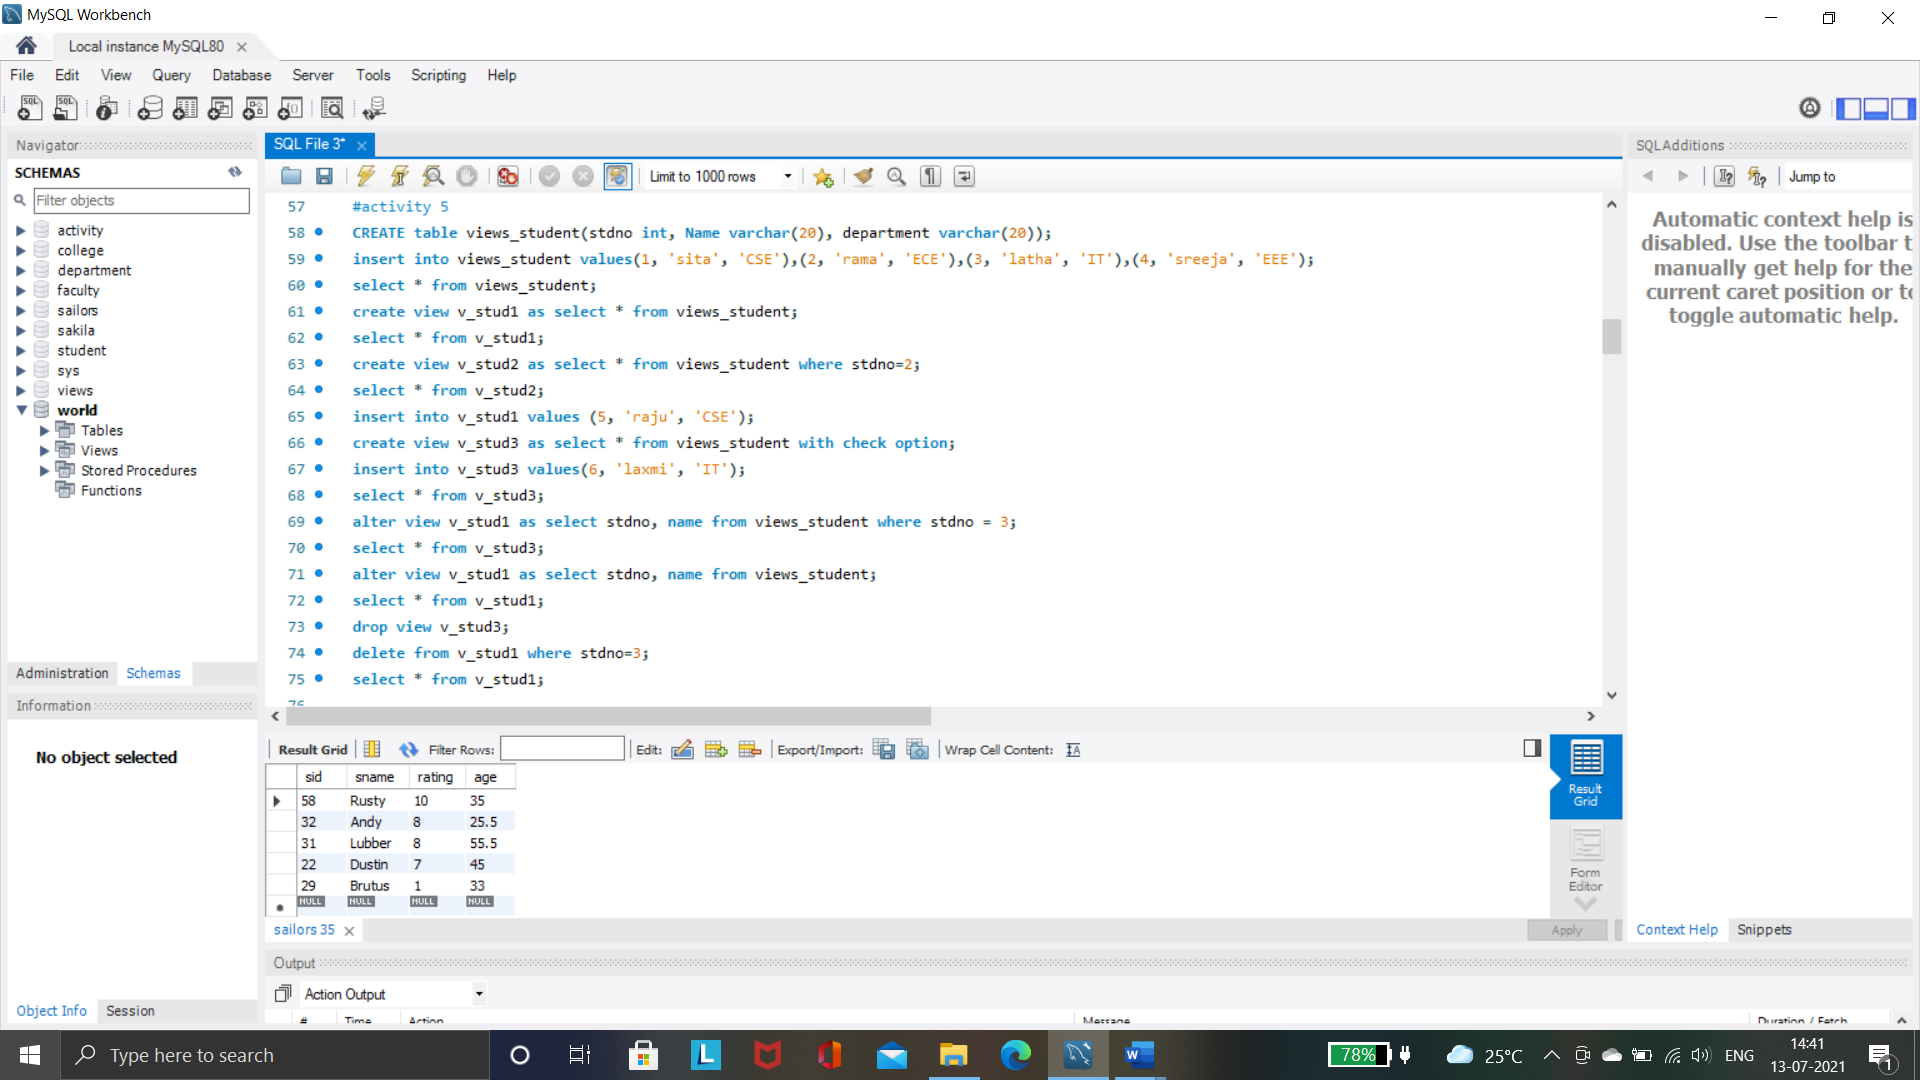 MySQL Workbench
Local instance MySQL80
File Edit View Query Database Server Tools Scripting Help
Navigator
SCHEMAS
Filter objects
activity
college
department
faculty
sailors
sakila
student
sys
views
world
Tables
Views
Stored Procedures
Functions
Administration Schemas
Information
No object selected
Object Info Session
SQL File 3*
Limit to 1000 rows
57 #activity 5
58 CREATE table views_student(stdno int, Name varchar(20), department varchar(20));
59 insert into views_student values(1, 'sita', 'CSE'),(2, 'rama', 'ECE'),(3, 'latha', 'IT'),(4, 'sreeja', 'EEE');
60 select * from views_student;
61 create view v_stud1 as select * from views_student;
62 select * from v_stud1;
63 create view v_stud2 as select * from views_student where stdno=2;
64 select * from v_stud2;
65 insert into v_stud1 values (5, 'raju', 'CSE');
66 create view v_stud3 as select * from views_student with check option;
67 insert into v_stud3 values(6, 'laxmi', 'IT');
68 select * from v_stud3;
69 alter view v_stud1 as select stdno, name from views_student where stdno = 3;
70 select * from v_stud3;
71 alter view v_stud1 as select stdno, name from views_student;
72 select * from v_stud1;
73 drop view v_stud3;
74 delete from v_stud1 where stdno=3;
75 select * from v_stud1;
76
Result Grid Filter Rows: Edit: Export/Import: Wrap Cell Content:
sid sname rating age
58 Rusty 10 35
32 Andy 8 25.5
31 Lubber 8 55.5
22 Dustin 7 45
29 Brutus 1 33
NULL NULL NULL NULL
Result
Grid
Form
Editor
sailors 35
Apply
Output
Action Output
# Time Action Message Duration / Fetch
SQLAdditions
Jump to
Automatic context help is
disabled. Use the toolbar t
manually get help for the
current caret position or to
toggle automatic help.
Context Help Snippets
Type here to search
78%
25°C
ENG
14:41
13-07-2021
1